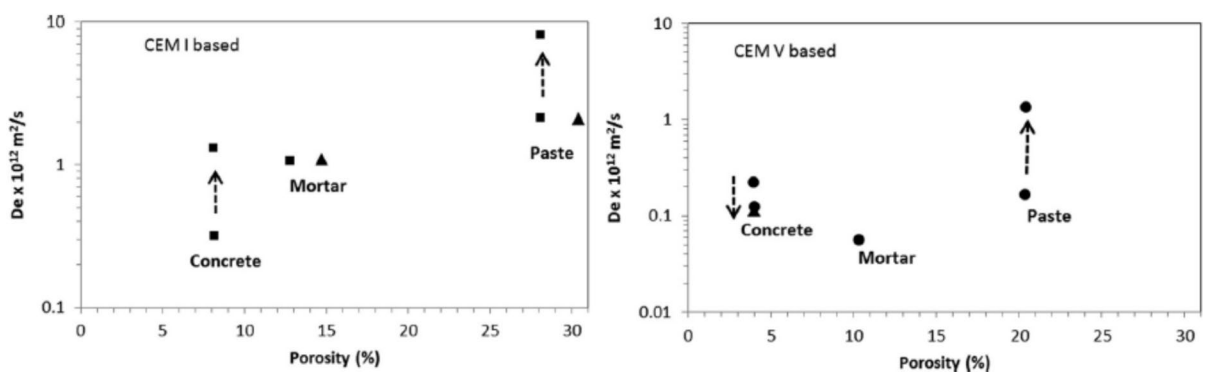 CEM I based
De x 10¹² m²/s
10
1
0.1
Paste
Mortar
Concrete
0 5 10 15 20 25 30
Porosity (%)
CEM V based
De x 10¹² m²/s
10
1
0.1
0.01
Concrete
Paste
Mortar
0 5 10 15 20 25 30
Porosity (%)